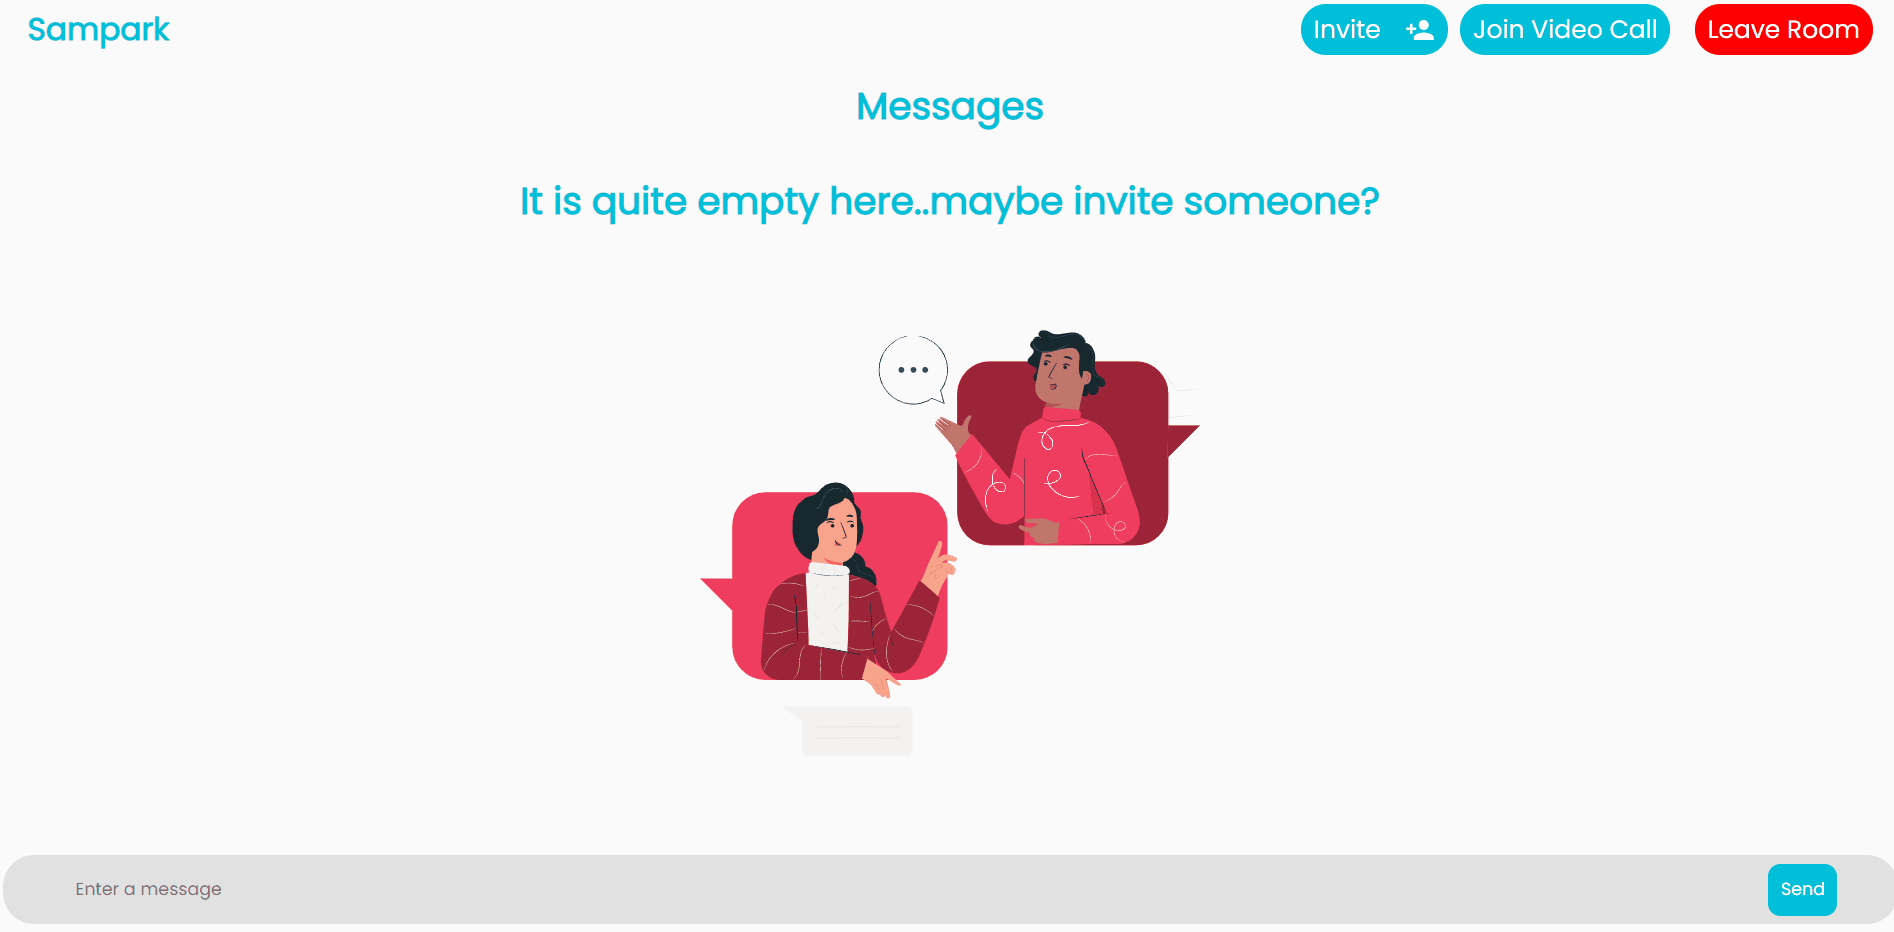 Sampark
Invite
Join Video Call
Leave Room
Messages
It is quite empty here..maybe invite someone?
Enter a message
Send